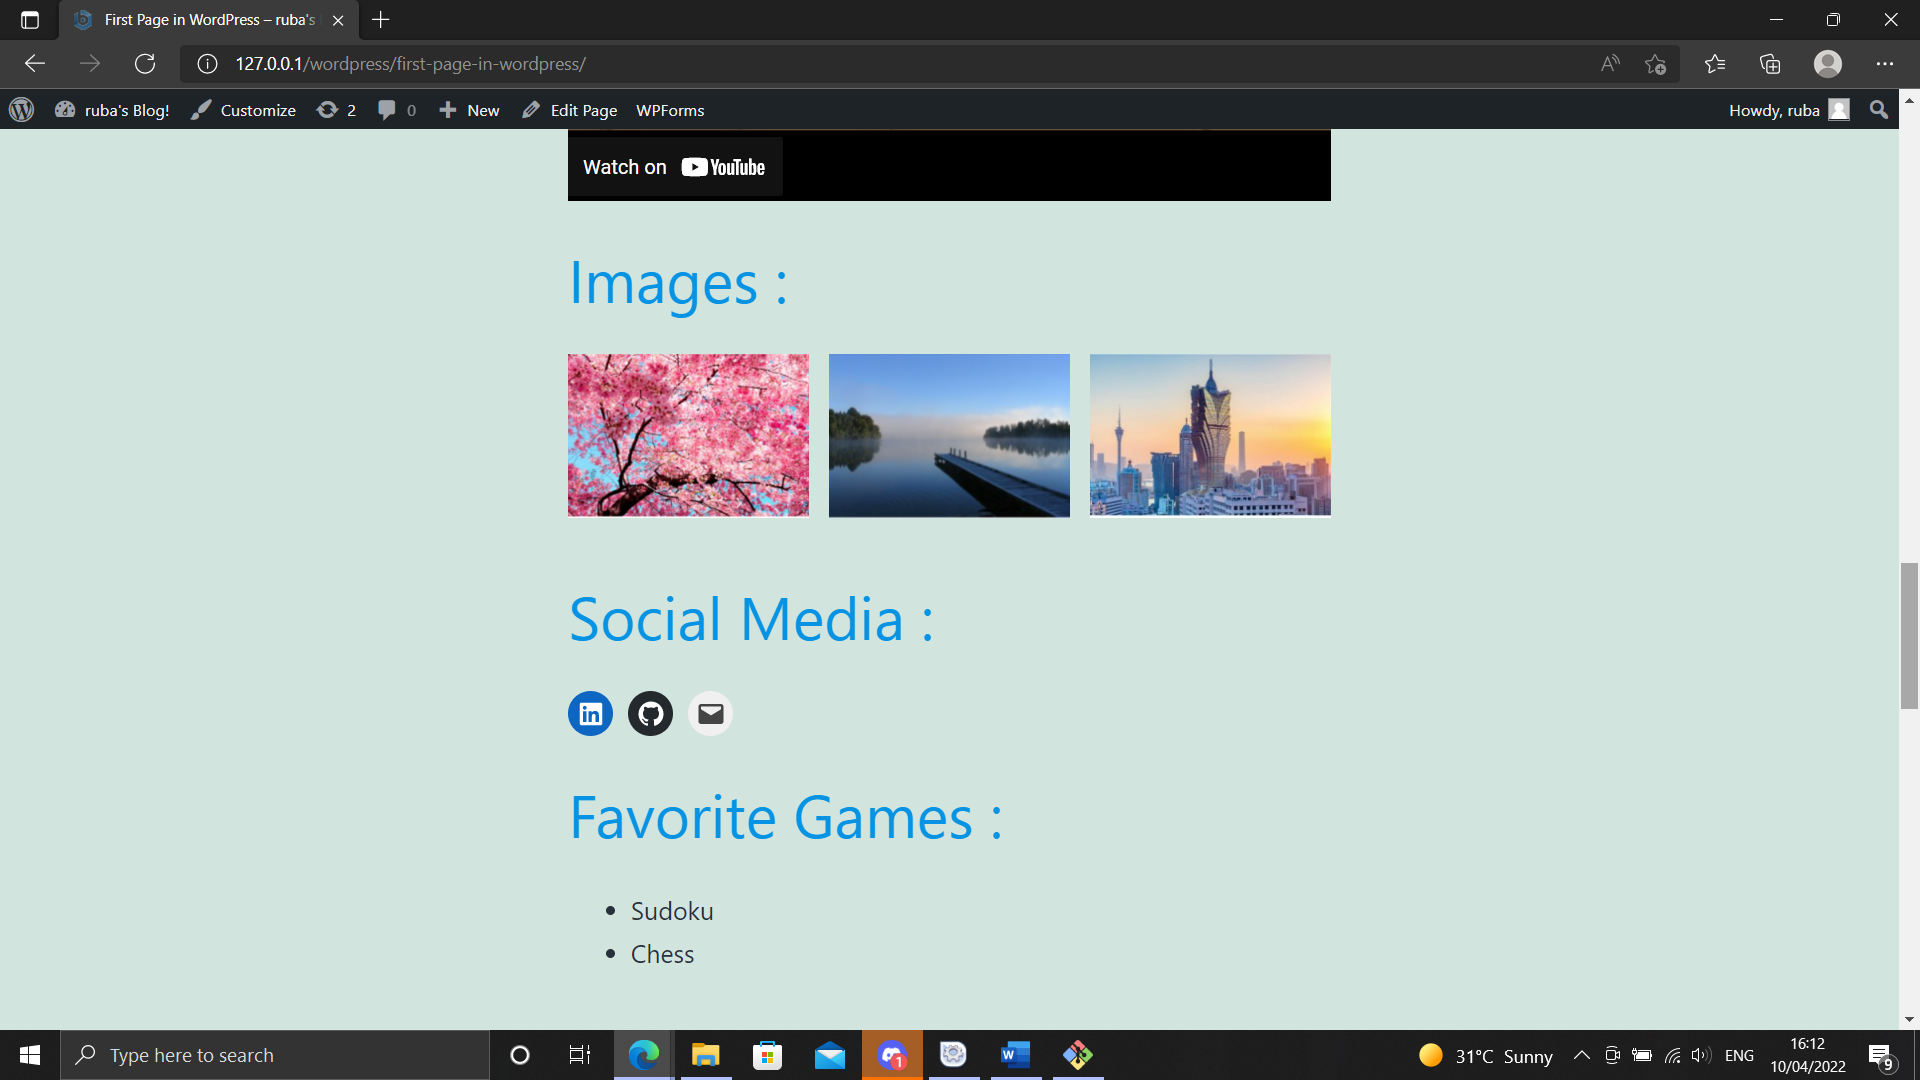 First Page in WordPress – ruba's
127.0.0.1/wordpress/first-page-in-wordpress/
ruba's Blog! Customize 2 0 New Edit Page WPForms Howdy, ruba
Watch on YouTube
Images :
Social Media :
in
Favorite Games :
Sudoku
Chess
Type here to search
1
W
31°C Sunny
ENG
16:12
10/04/2022
9